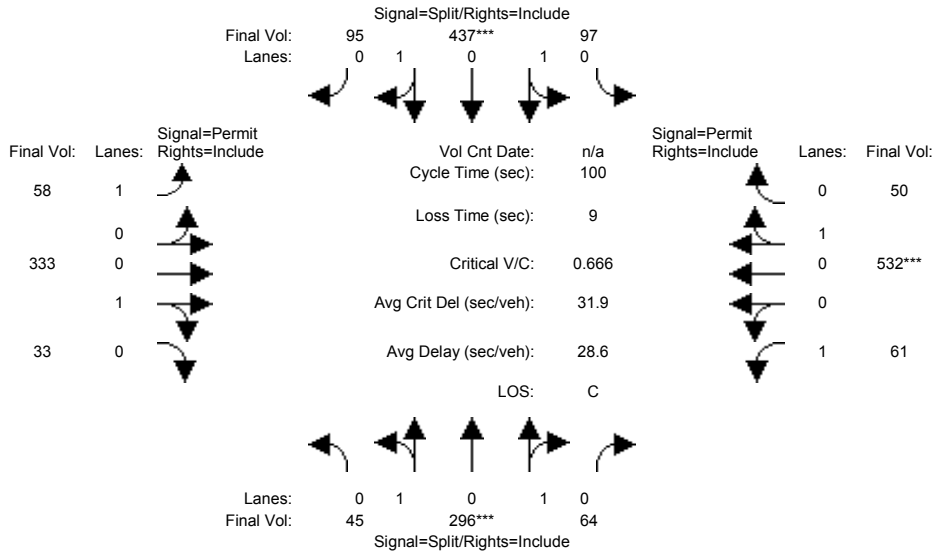 Signal=Split/Rights=Include
Final Vol: 95 437*** 97
Lanes: 0 1 0 1 0
Signal=Permit Signal=Permit
Final Vol: Lanes: Rights=Include Vol Cnt Date: n/a Rights=Include Lanes: Final Vol:
Cycle Time (sec): 100
58 1 0 50
Loss Time (sec): 9
0 1
333 0 Critical V/C: 0.666 0 532***
1 Avg Crit Del (sec/veh): 31.9 0
33 0 Avg Delay (sec/veh): 28.6 1 61
LOS: C
Lanes: 0 1 0 1 0
Final Vol: 45 296*** 64
Signal=Split/Rights=Include